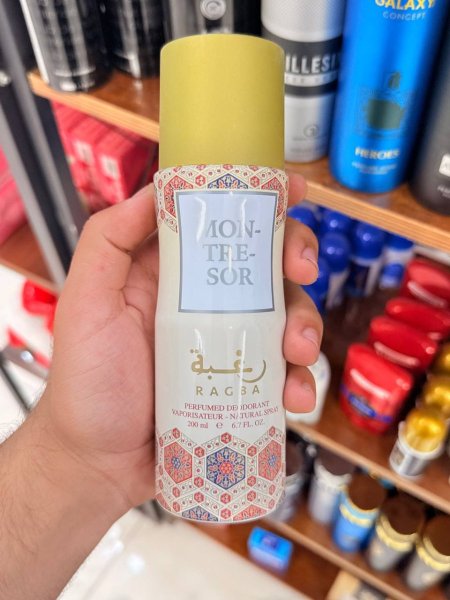 GALAXY
CONCEPT
HEROES
MON-
TRE-
SOR
رغبة
RAGBA
PERFUMED DEODORANT
VAPORISATEUR - NATURAL SPRAY
200 ml e 6.7 FL. OZ.